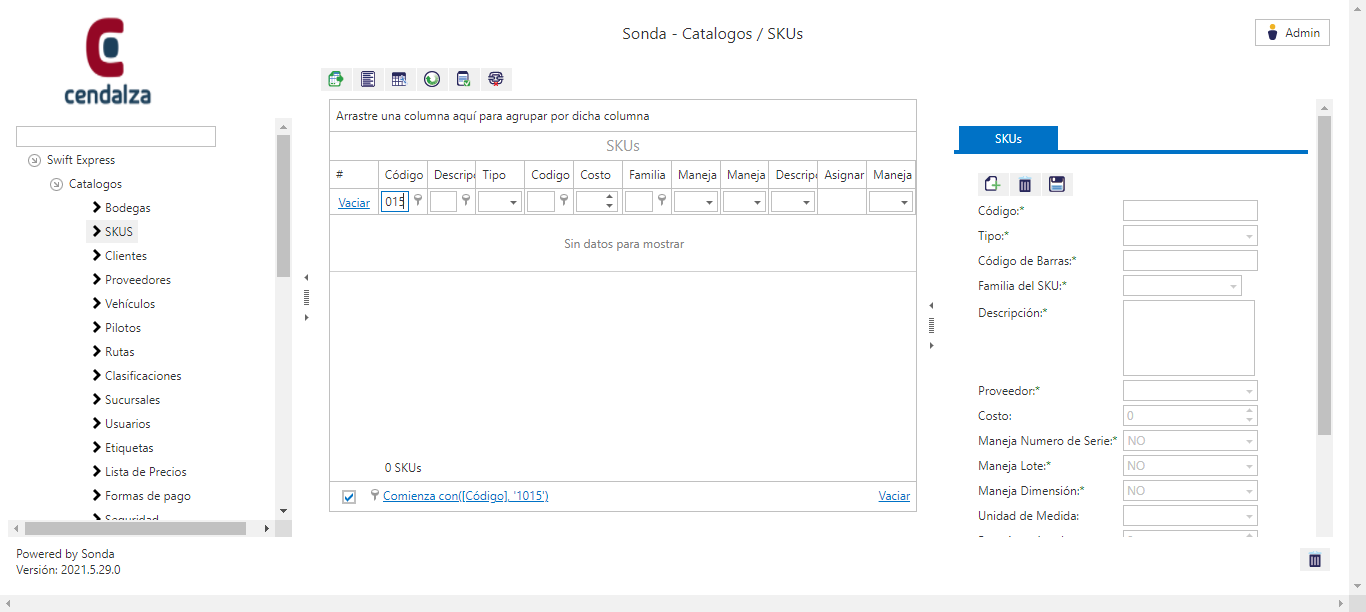 Sonda - Catalogos / SKUs
Admin
cendalza
Swift Express
Catalogos
Bodegas
SKUS
Clientes
Proveedores
Vehículos
Pilotos
Rutas
Clasificaciones
Sucursales
Usuarios
Etiquetas
Lista de Precios
Formas de pago
Seguridad
Powered by Sonda
Versión: 2021.5.29.0
Arrastre una columna aquí para agrupar por dicha columna
SKUs
# Código Descripc Tipo Codigo Costo Familia Maneja Maneja Descripc Asignar Maneja
Vaciar 015
Sin datos para mostrar
0 SKUs
Comienza con([Código], '1015') Vaciar
SKUs
Código:*
Tipo:*
Código de Barras:*
Familia del SKU:*
Descripción:*
Proveedor:*
Costo: 0
Maneja Numero de Serie:* NO
Maneja Lote:* NO
Maneja Dimensión:* NO
Unidad de Medida: